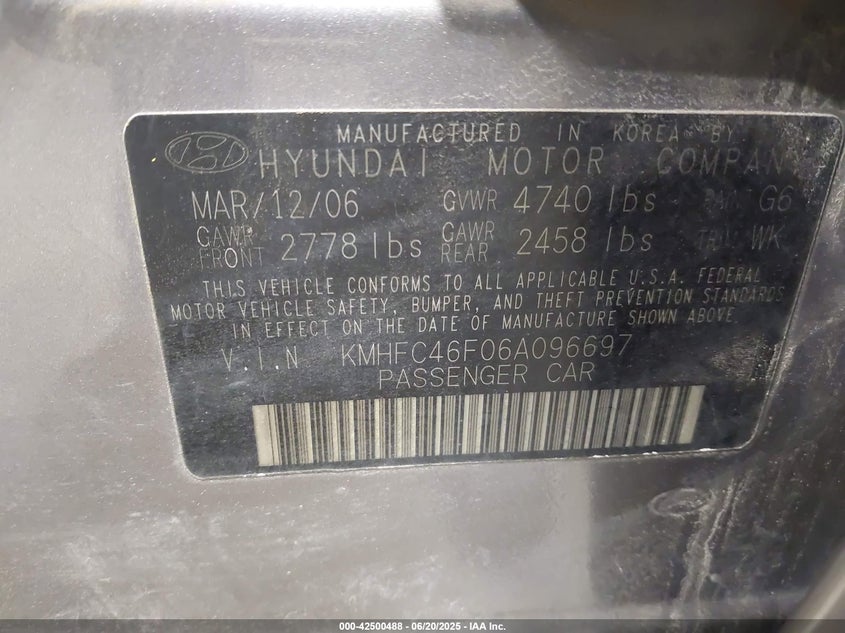 MANUFACTURED IN KOREA BY
HYUNDAI MOTOR COMPAN
MAR/12/06 GVWR 4740 lbs G6
GAWR FRONT 2778 lbs GAWR REAR 2458 lbs WK
THIS VEHICLE CONFORMS TO ALL APPLICABLE U.S.A. FEDERAL
MOTOR VEHICLE SAFETY, BUMPER, AND THEFT PREVENTION STANDARDS
IN EFFECT ON THE DATE OF MANUFACTURE SHOWN ABOVE
V.I.N KMHFC46F06A096697
PASSENGER CAR
000-42500488 - 06/20/2025 - IAA Inc.